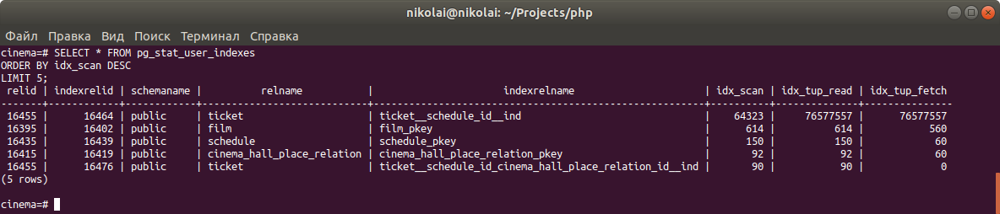 nikolai@nikolai: ~/Projects/php
Файл Правка Вид Поиск Терминал Справка
cinema=# SELECT * FROM pg_stat_user_indexes
ORDER BY idx_scan DESC
LIMIT 5;
 relid | indexrelid | schemaname |          relname           |                    indexrelname                     | idx_scan | idx_tup_read | idx_tup_fetch
-------+------------+------------+----------------------------+-----------------------------------------------------+----------+--------------+---------------
 16455 |      16464 | public     | ticket                     | ticket__schedule_id__ind                            |    64323 |     76577557 |      76577557
 16395 |      16402 | public     | film                       | film_pkey                                           |      614 |          614 |           560
 16435 |      16439 | public     | schedule                   | schedule_pkey                                       |      150 |          150 |            60
 16415 |      16419 | public     | cinema_hall_place_relation | cinema_hall_place_relation_pkey                     |       92 |           92 |            60
 16455 |      16476 | public     | ticket                     | ticket__schedule_id_cinema_hall_place_relation_id__ind |       90 |           90 |             0
(5 rows)
cinema=#